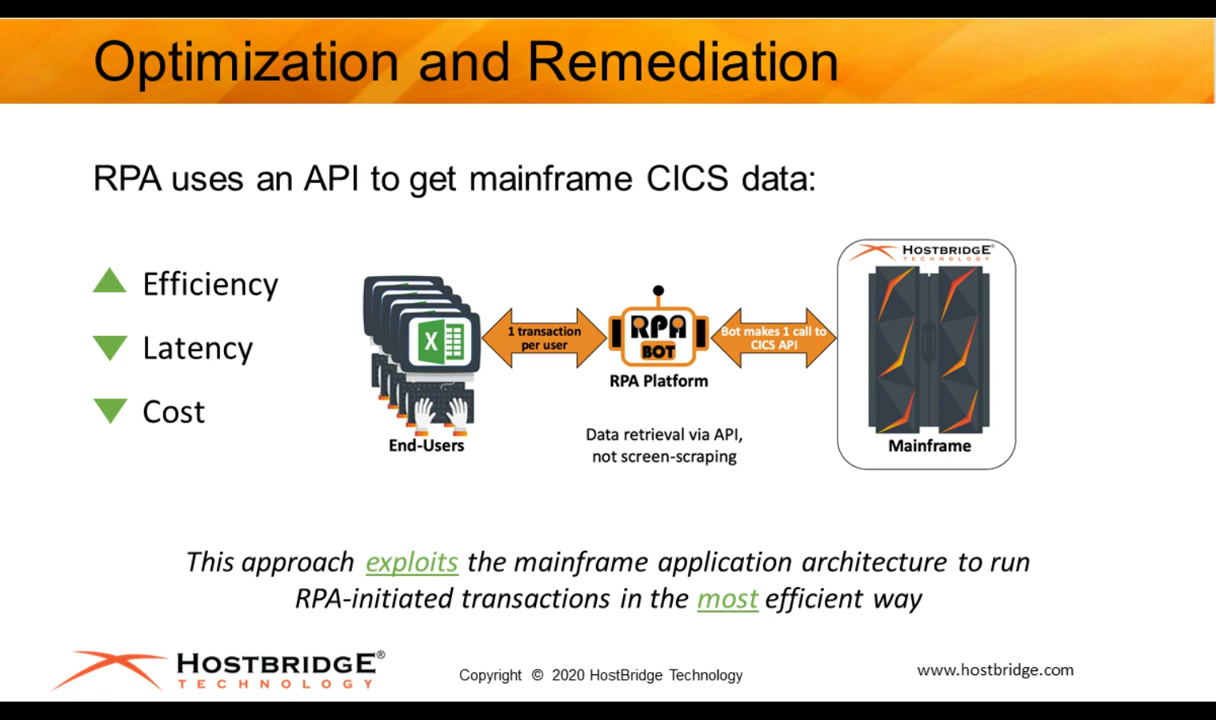 Optimization and Remediation
RPA uses an API to get mainframe CICS data:
Efficiency
Latency
Cost
X
End-Users
1 transaction
per user
RPA
BOT
RPA Platform
Data retrieval via API,
not screen-scraping
Bot makes 1 call to
CICS API
HOSTBRIDGE®
TECHNOLOGY
Mainframe
This approach exploits the mainframe application architecture to run
RPA-initiated transactions in the most efficient way
HOSTBRIDGE®
TECHNOLOGY
Copyright © 2020 HostBridge Technology
www.hostbridge.com